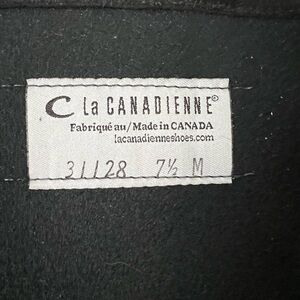 C La CANADIENNE®
Fabriqué au/Made in CANADA
lacanadienneshoes.com
31128 7½ M